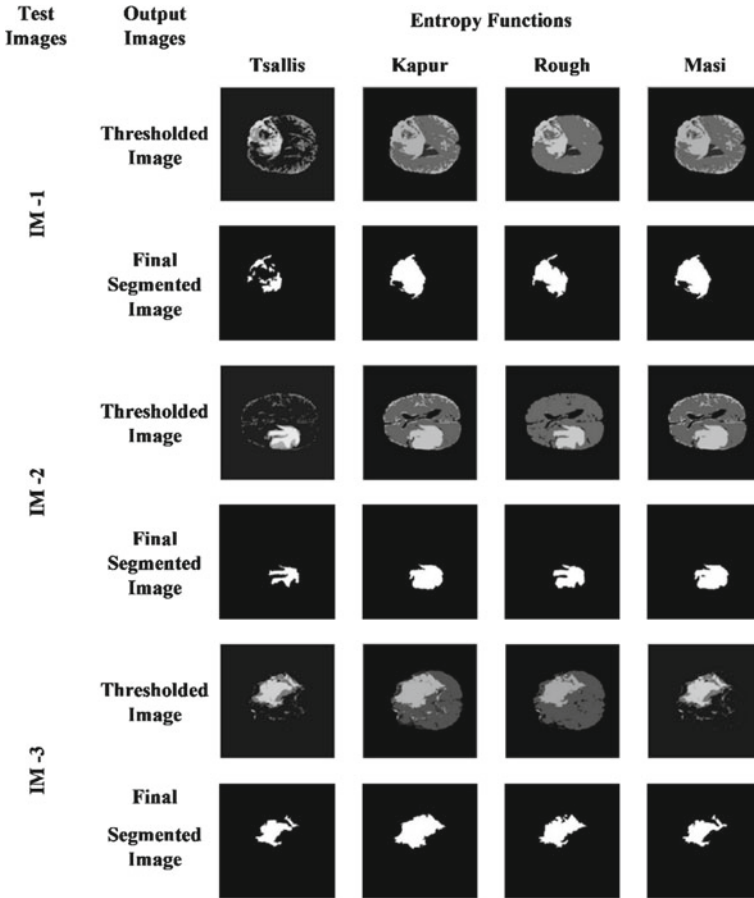 Test Images
Output Images
Entropy Functions
Tsallis
Kapur
Rough
Masi
IM -1
Thresholded
Image
Final
Segmented
Image
IM -2
Thresholded
Image
Final
Segmented
Image
IM -3
Thresholded
Image
Final
Segmented
Image